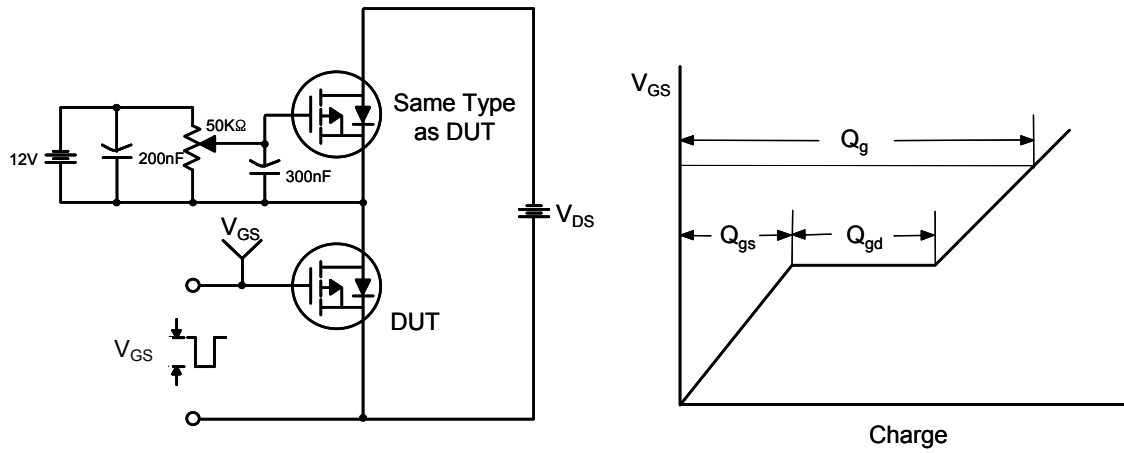 Same Type
as DUT
50KΩ
12V
200nF
300nF
V_GS
V_DS
DUT
V_GS
V_GS
Q_g
Q_gs
Q_gd
Charge